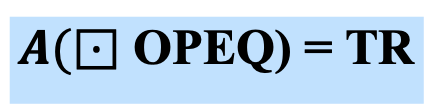 A(⊡ OPEQ) = TR